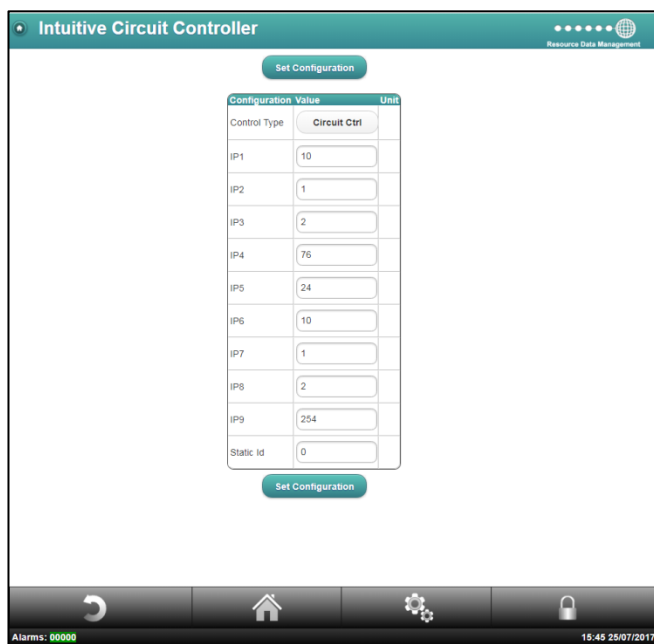 Intuitive Circuit Controller
Resource Data Management
Set Configuration
Configuration Value Unit
Control Type Circuit Ctrl
IP1 10
IP2 1
IP3 2
IP4 76
IP5 24
IP6 10
IP7 1
IP8 2
IP9 254
Static Id 0
Set Configuration
Alarms: 00000 15:45 25/07/2017